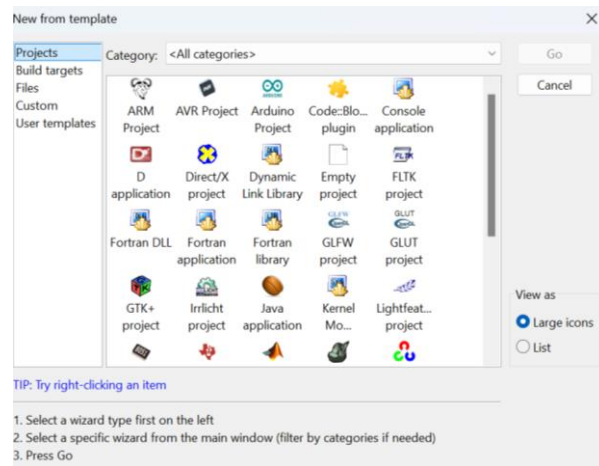 New from template
Projects
Build targets
Files
Custom
User templates
Category: <All categories>
Go
Cancel
ARM Project
AVR Project
Arduino Project
Code::Blo... plugin
Console application
D application
Direct/X project
Dynamic Link Library
Empty project
FLTK project
Fortran DLL
Fortran application
Fortran library
GLFW project
GLUT project
GTK+ project
Irrlicht project
Java application
Kernel Mo...
Lightfeat... project
View as
Large icons
List
TIP: Try right-clicking an item
1. Select a wizard type first on the left
2. Select a specific wizard from the main window (filter by categories if needed)
3. Press Go